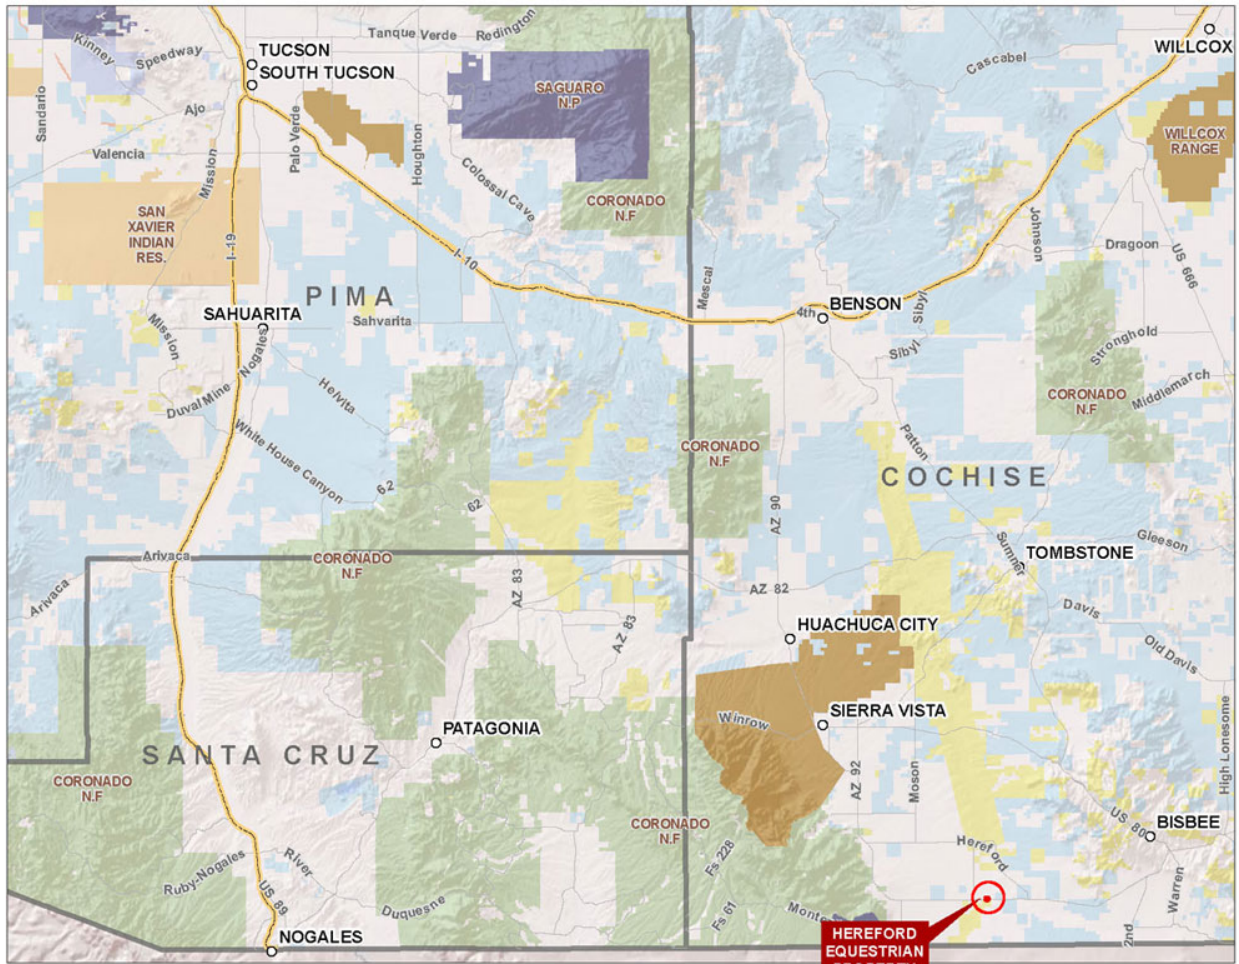 Kinney
Speedway
TUCSON
SOUTH TUCSON
Tanque Verde
Redington
Cascabel
WILLCOX
Sandario
Ajo
Palo Verde
SAGUARO
N.P
Valencia
Mission
Houghton
Colossal Cave
WILLCOX
RANGE
CORONADO
N.F
SAN
XAVIER
INDIAN
RES.
I-19
I-10
Johnson
Dragoon
US 666
PIMA
SAHUARITA
Sahvarita
Mescal
4th
BENSON
Sibyl
Sibyl
Mission
Nogales
Stronghold
Duval Mine
Helvita
CORONADO
N.F
Middlemarch
White House Canyon
62
62
CORONADO
N.F
Patton
COCHISE
AZ 90
Arivaca
Arivaca
CORONADO
N.F
AZ 83
AZ 83
AZ 82
Sumner
TOMBSTONE
Gleeson
Davis
Old Davis
HUACHUCA CITY
Winrow
SIERRA VISTA
PATAGONIA
SANTA CRUZ
CORONADO
N.F
AZ 92
Moson
High Lonesome
US 80
BISBEE
CORONADO
N.F
Fs 228
Hereford
Ruby-Nogales
River
US 89
Duquesne
Fs 61
Warren
2nd
NOGALES
HEREFORD
EQUESTRIAN